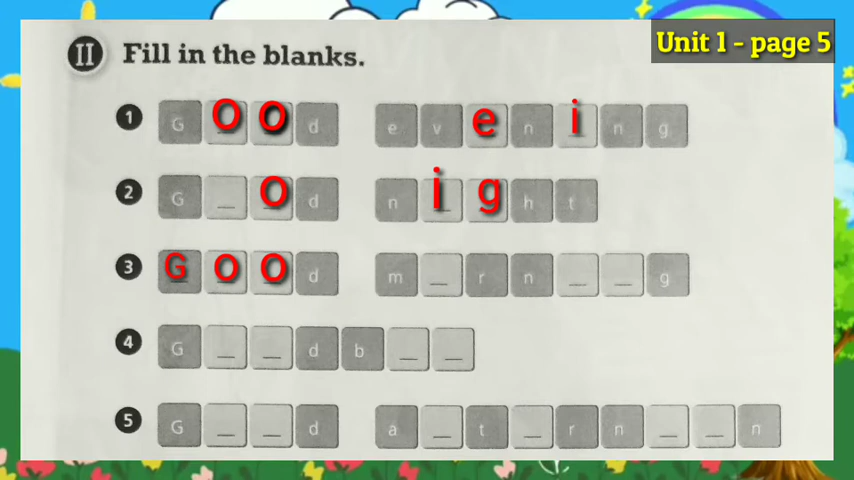 Unit 1 - page 5
II Fill in the blanks.
1 G o o d e v e n i n g
2 G _ o d n i g h t
3 G o o d m _ r n _ _ g
4 G _ _ d b _ _
5 G _ _ d a _ t _ r n _ _ n